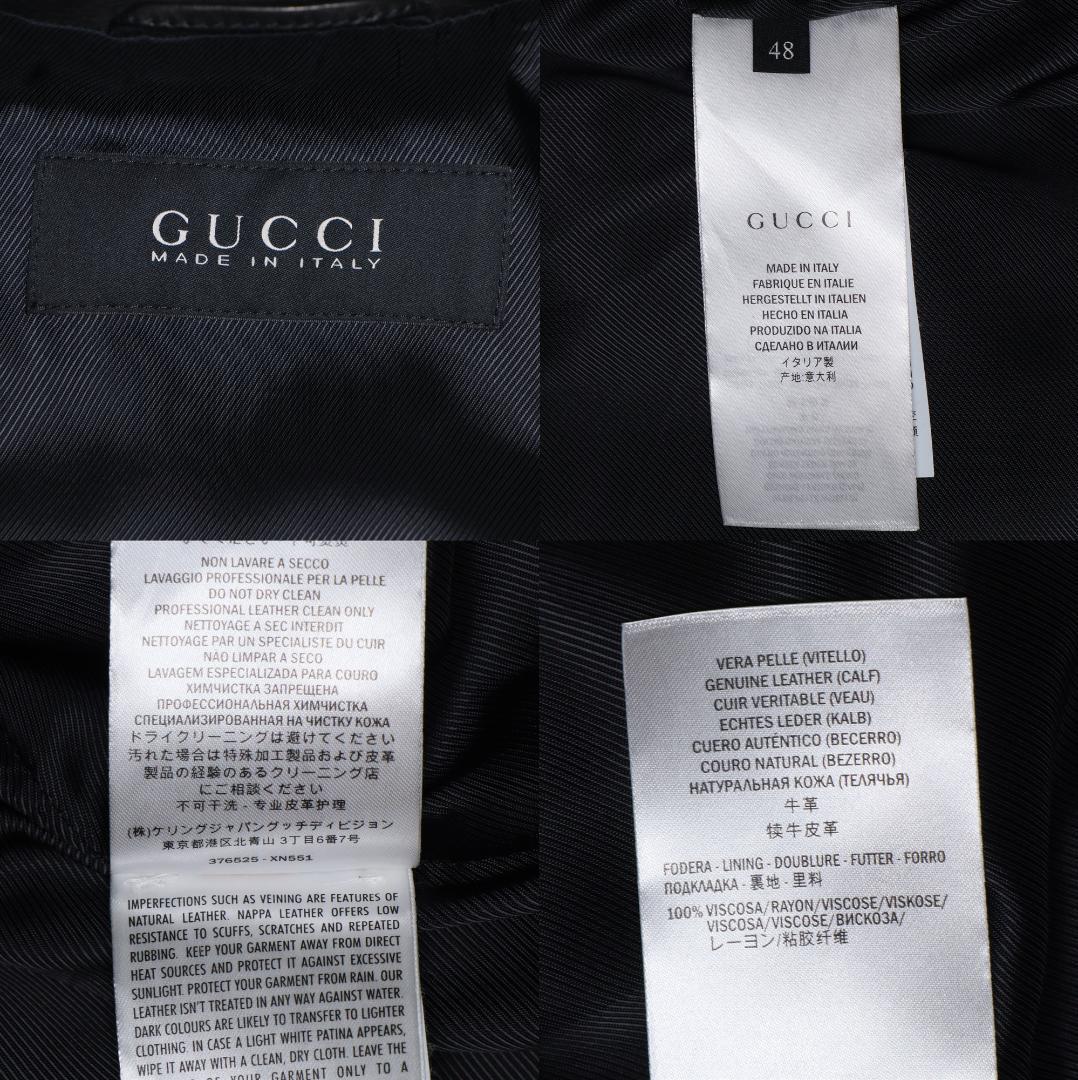 GUCCI
MADE IN ITALY
48
GUCCI
MADE IN ITALY
FABRIQUE EN ITALIE
HERGESTELLT IN ITALIEN
HECHO EN ITALIA
PRODUZIDO NA ITALIA
СДЕЛАНО В ИТАЛИИ
イタリア製
产地:意大利
NON LAVARE A SECCO
LAVAGGIO PROFESSIONALE PER LA PELLE
DO NOT DRY CLEAN
PROFESSIONAL LEATHER CLEAN ONLY
NETTOYAGE A SEC INTERDIT
NETTOYAGE PAR UN SPECIALISTE DU CUIR
NÃO LIMPAR A SECO
LAVAGEM ESPECIALIZADA PARA COURO
ХИМЧИСТКА ЗАПРЕЩЕНА
ПРОФЕССИОНАЛЬНАЯ ХИМЧИСТКА
СПЕЦИАЛИЗИРОВАННАЯ НА ЧИСТКУ КОЖА
ドライクリーニングは避けてください
汚れた場合は特殊加工製品および皮革
製品の経験のあるクリーニング店
にご相談ください
不可干洗 - 专业皮革护理
(株)ケリングジャパングッチディビジョン
東京都港区北青山 3丁目6番7号
376525 - XN551
IMPERFECTIONS SUCH AS VEINING ARE FEATURES OF
NATURAL LEATHER. NAPPA LEATHER OFFERS LOW
RESISTANCE TO SCUFFS, SCRATCHES AND REPEATED
RUBBING. KEEP YOUR GARMENT AWAY FROM DIRECT
HEAT SOURCES AND PROTECT IT AGAINST EXCESSIVE
SUNLIGHT. PROTECT YOUR GARMENT FROM RAIN. OUR
LEATHER ISN'T TREATED IN ANY WAY AGAINST WATER.
DARK COLOURS ARE LIKELY TO TRANSFER TO LIGHTER
CLOTHING. IN CASE A LIGHT WHITE PATINA APPEARS,
WIPE IT AWAY WITH A CLEAN, DRY CLOTH. LEAVE THE
OF YOUR GARMENT ONLY TO A
VERA PELLE (VITELLO)
GENUINE LEATHER (CALF)
CUIR VERITABLE (VEAU)
ECHTES LEDER (KALB)
CUERO AUTÉNTICO (BECERRO)
COURO NATURAL (BEZERRO)
НАТУРАЛЬНАЯ КОЖА (ТЕЛЯЧЬЯ)
牛革
犊牛皮革
FODERA - LINING - DOUBLURE - FUTTER - FORRO
ПОДКЛАДКА - 裏地 - 里料
100% VISCOSA/RAYON/VISCOSE/VISKOSE/
VISCOSA/VISCOSE/ВИСКОЗА/
レーヨン/粘胶纤维